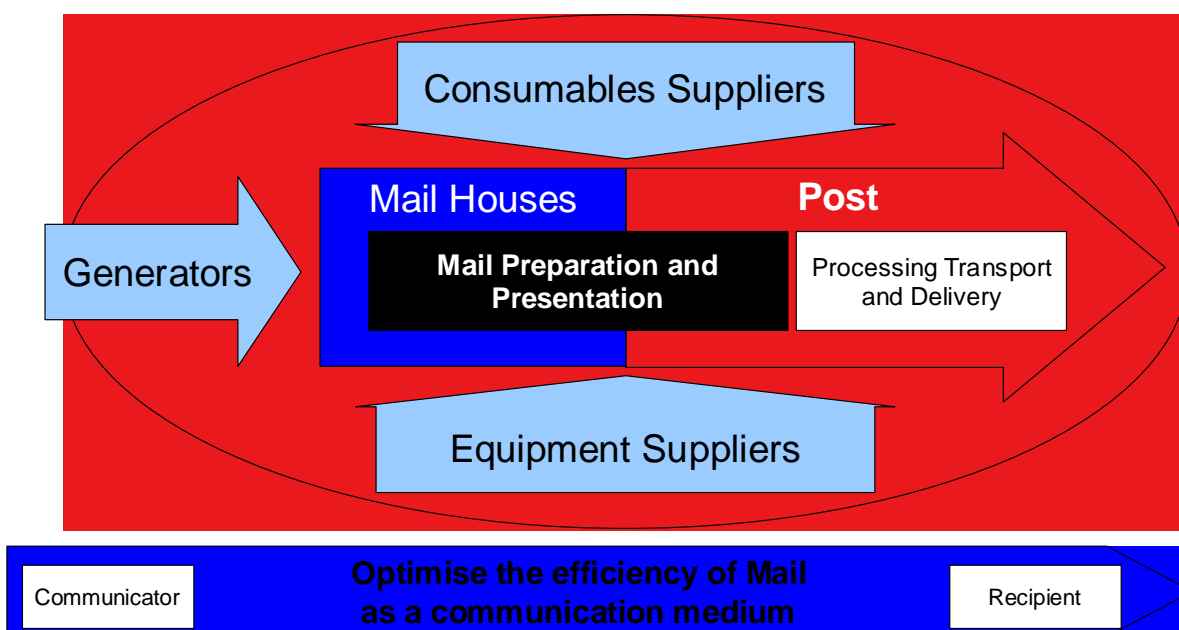 Consumables Suppliers
Mail Houses
Post
Generators
Mail Preparation and
Presentation
Processing Transport
and Delivery
Equipment Suppliers
Optimise the efficiency of Mail
as a communication medium
Communicator
Recipient